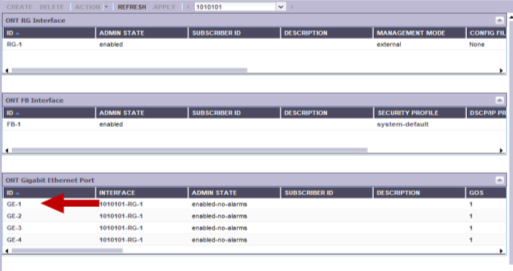 CREATE DELETE ACTION REFRESH APPLY 1010101
ONT RG Interface
ID ADMIN STATE SUBSCRIBER ID DESCRIPTION MANAGEMENT MODE CONFIG FIL
RG-1 enabled external None
ONT FB Interface
ID ADMIN STATE SUBSCRIBER ID DESCRIPTION SECURITY PROFILE DSCP/IP PR
FB-1 enabled system-default
ONT Gigabit Ethernet Port
ID INTERFACE ADMIN STATE SUBSCRIBER ID DESCRIPTION GOS
GE-1 1010101-RG-1 enabled-no-alarms 1
GE-2 1010101-RG-1 enabled-no-alarms 1
GE-3 1010101-RG-1 enabled-no-alarms 1
GE-4 1010101-RG-1 enabled-no-alarms 1